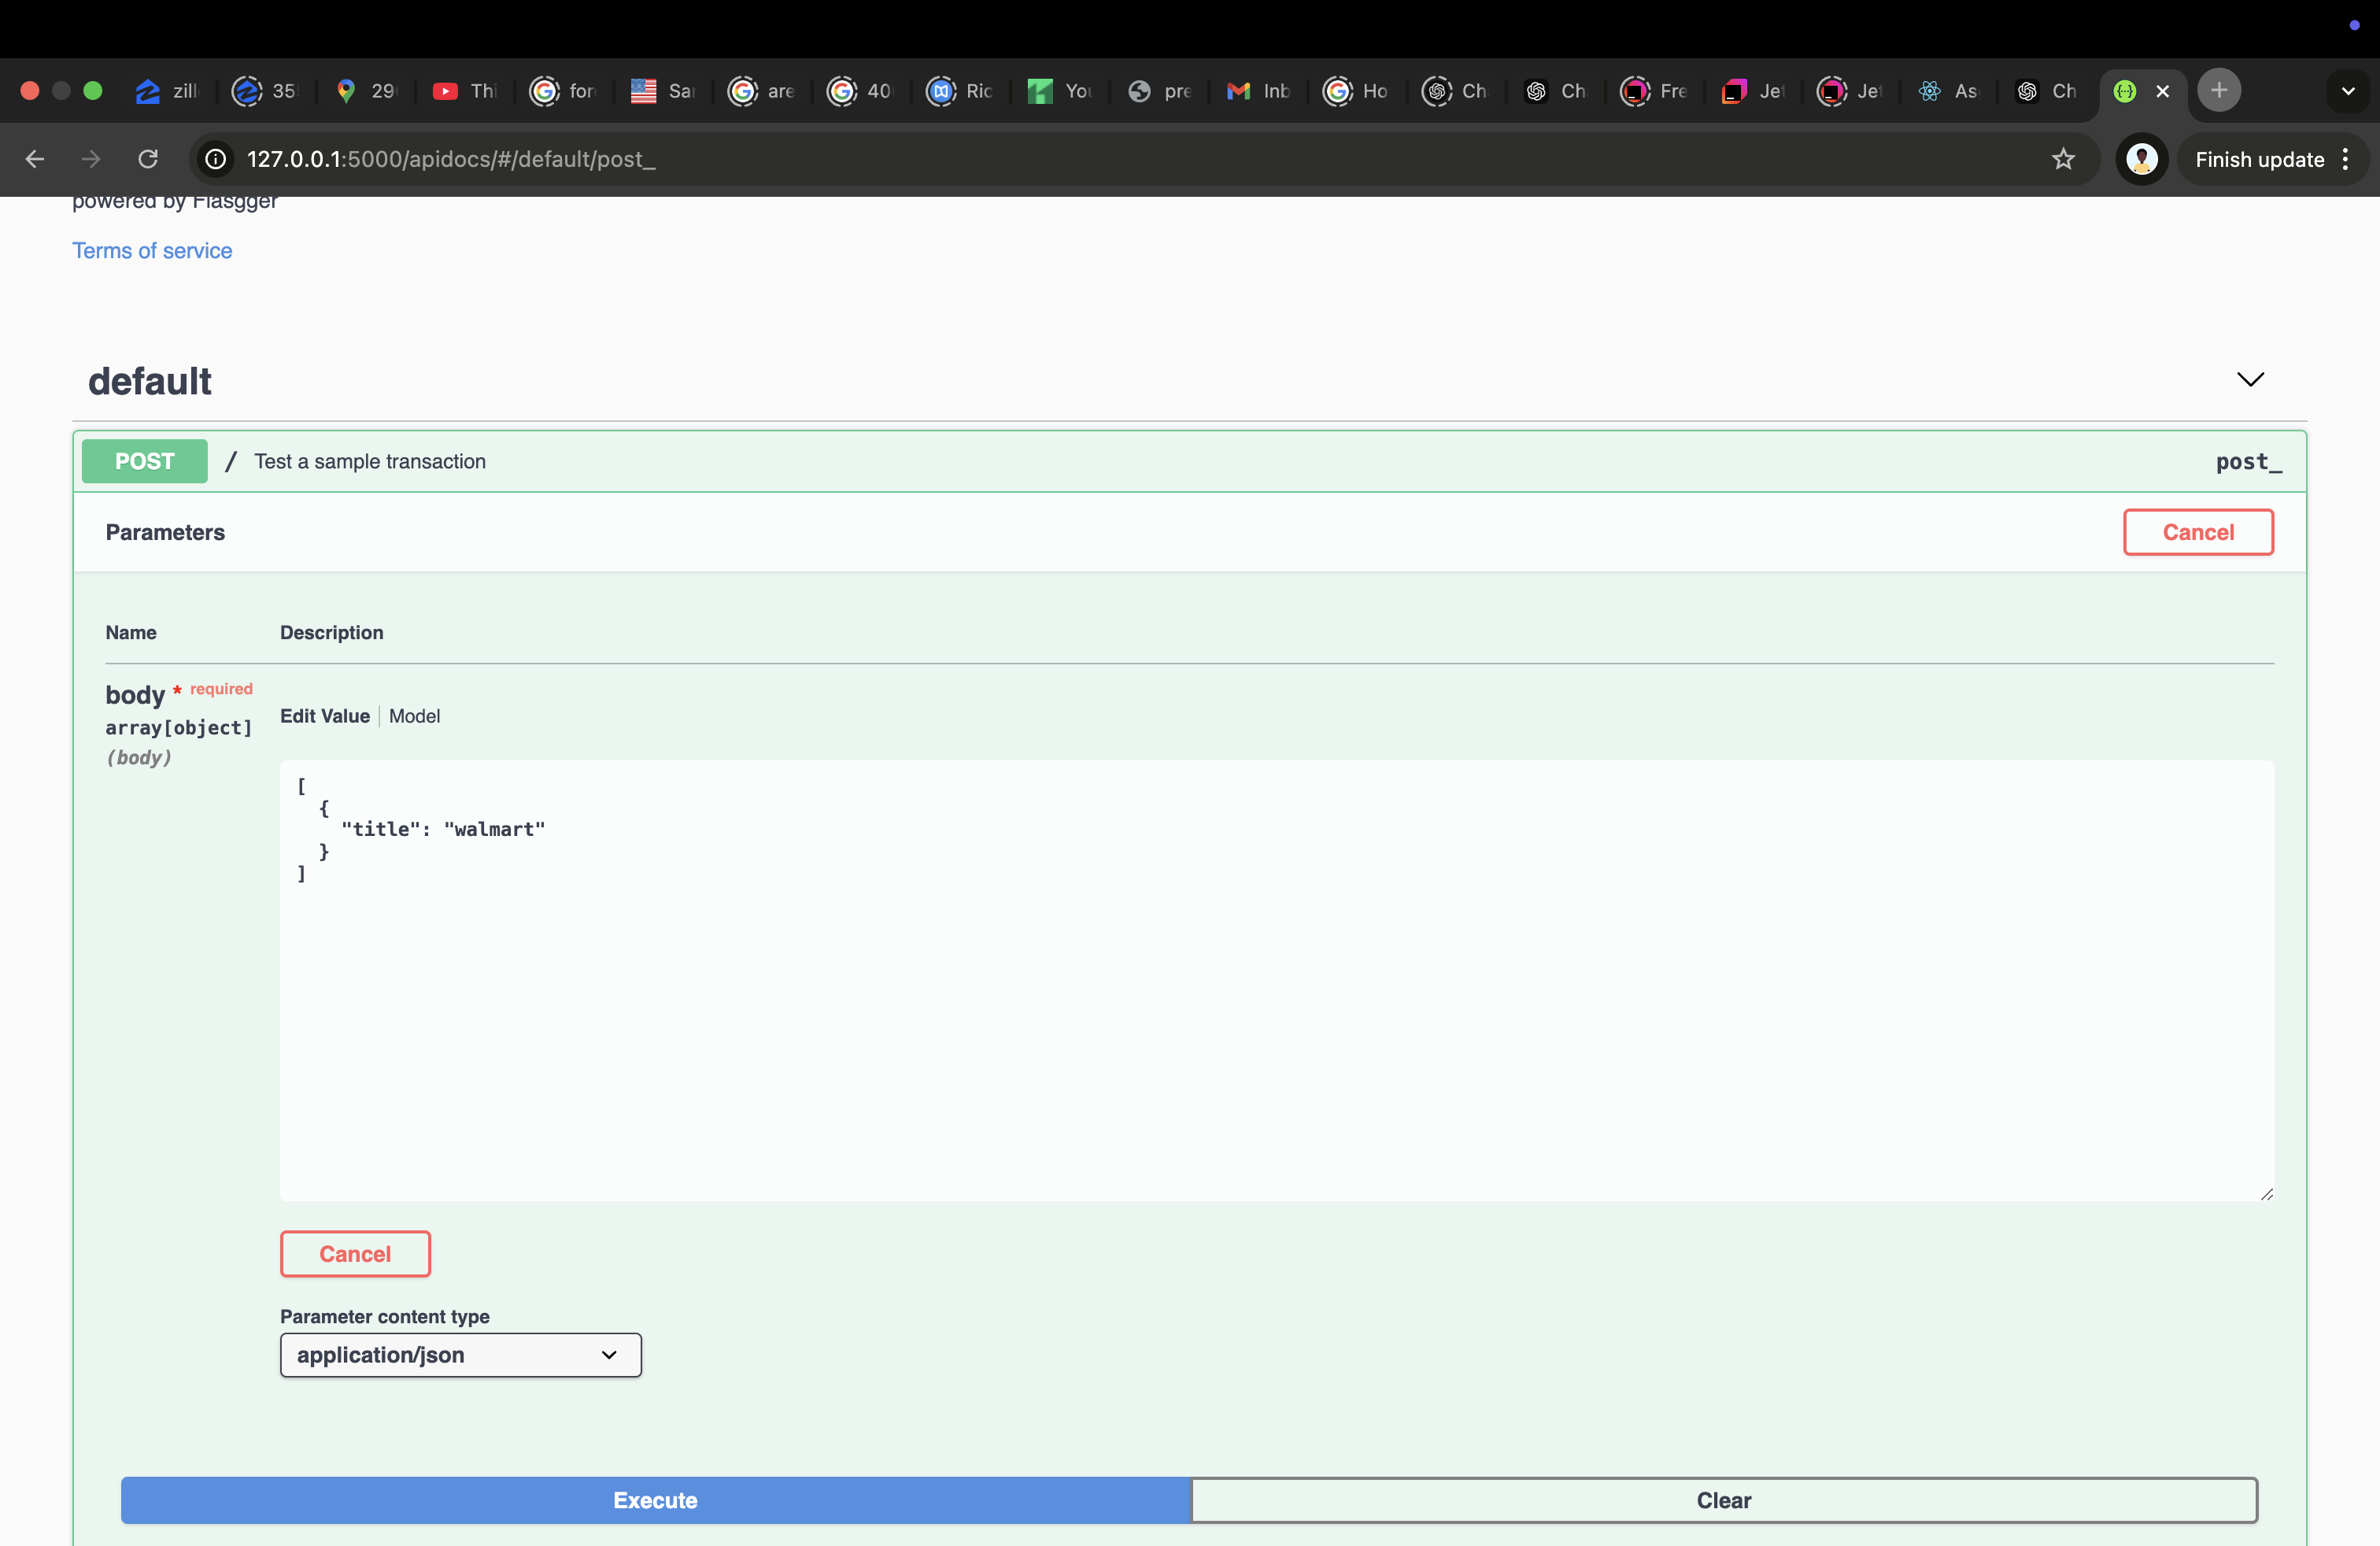 zill
35
29
Thi
for
Sa
are
40
Ric
You
pre
Inb
Ho
Ch
Ch
Fre
Jet
Jet
As
Ch
127.0.0.1:5000/apidocs/#/default/post_
Finish update
powered by Flasgger
Terms of service
default
POST / Test a sample transaction post_
Parameters Cancel
Name Description
body * required
array[object]
(body)
Edit Value | Model
[
{
"title": "walmart"
}
]
Cancel
Parameter content type
application/json
Execute Clear